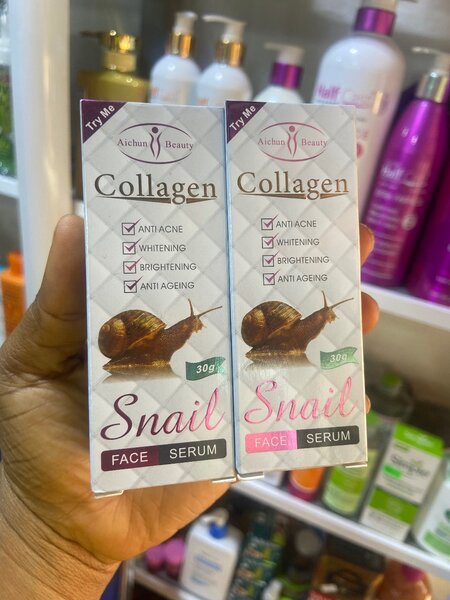 Try Me
Aichun Beauty
Collagen
ANTI ACNE
WHITENING
BRIGHTENING
ANTI AGEING
30g
Snail
FACE SERUM
Try Me
Aichun Beauty
Collagen
ANTI ACNE
WHITENING
BRIGHTENING
ANTI AGEING
30g
Snail
FACE SERUM